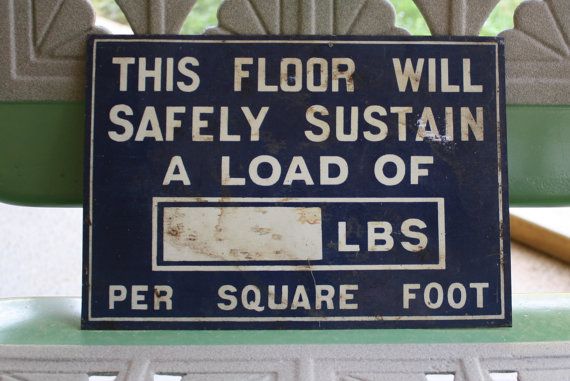 THIS FLOOR WILL
SAFELY SUSTAIN
A LOAD OF
LBS
PER SQUARE FOOT